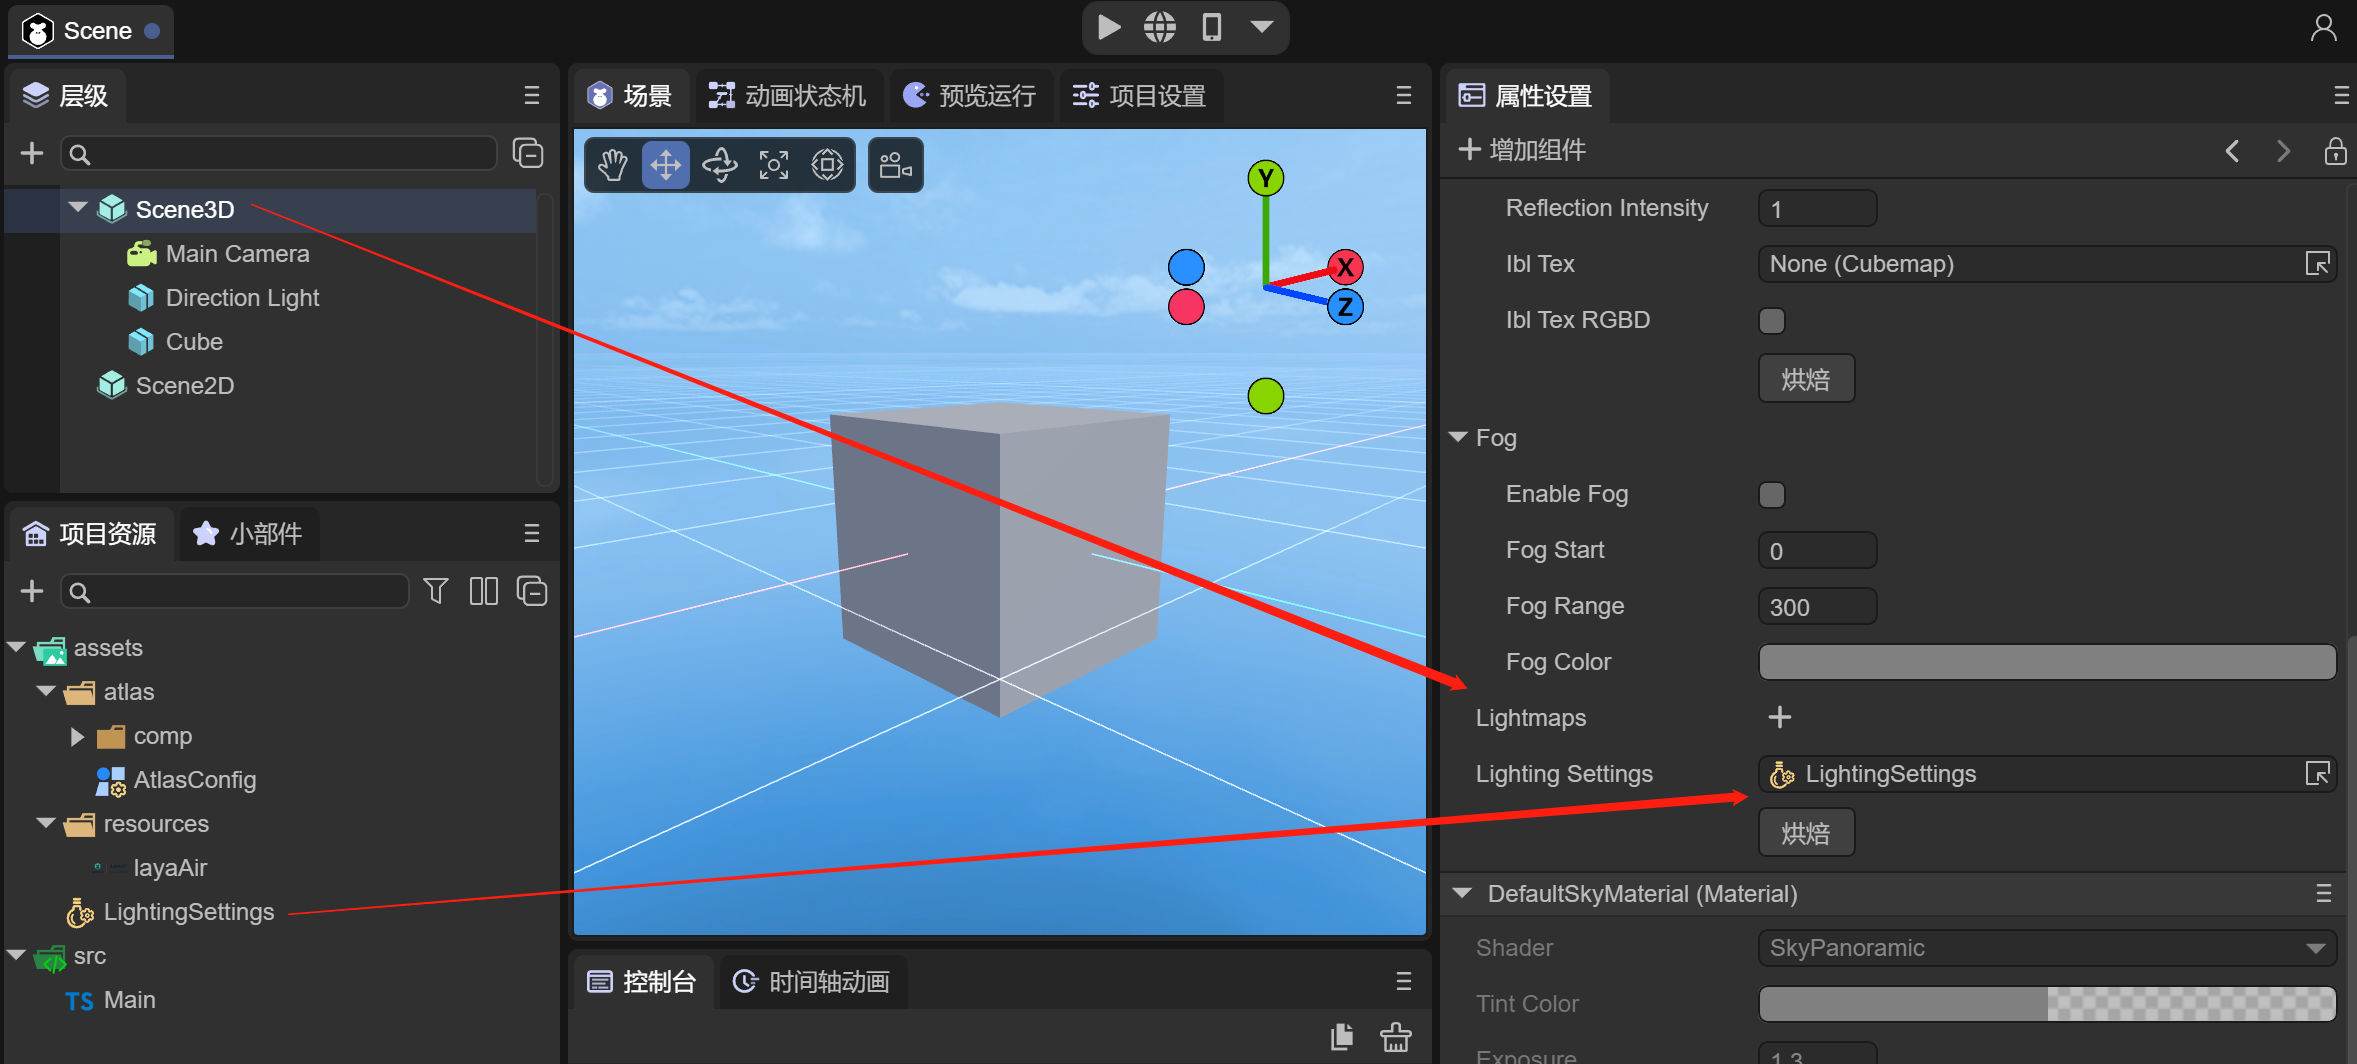 Scene
层级
Scene3D
Main Camera
Direction Light
Cube
Scene2D
项目资源
小部件
assets
atlas
comp
AtlasConfig
resources
layaAir
LightingSettings
src
TS Main
场景
动画状态机
预览运行
项目设置
Y
X
Z
控制台
时间轴动画
属性设置
增加组件
Reflection Intensity 1
Ibl Tex None (Cubemap)
Ibl Tex RGBD
烘焙
Fog
Enable Fog
Fog Start 0
Fog Range 300
Fog Color
Lightmaps
Lighting Settings LightingSettings
烘焙
DefaultSkyMaterial (Material)
Shader SkyPanoramic
Tint Color
Exposure 1.3